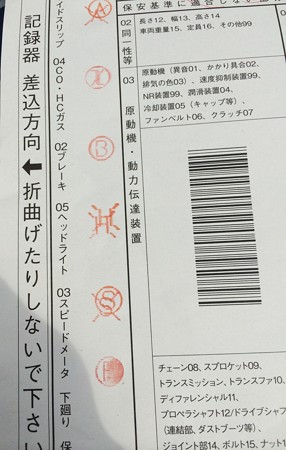 記録器 差込方向 ← 折曲げたりしないで下さい
イドスリップ 04CO・HCガス 02ブレーキ 05ヘッドライト 03スピードメータ 下廻り
A
B
H
S
保安基準に適合しない
02 同一性等
長さ12、幅13、高さ14
車両重量15、定員16、その他99
03 原動機・動力伝達装置
原動機(異音01、かかり具合02、
排気の色03)、速度抑制装置99、
NR装置99、潤滑装置04、
冷却装置05(キャップ等)、
ファンベルト06、クラッチ07
チェーン08、スプロケット09、
トランスミッション、トランスファ10、
ディファレンシャル11、
プロペラシャフト12/ドライブシャフ
(連結部、ダストブーツ等)、
ジョイント部14、ボルト15、ナット1